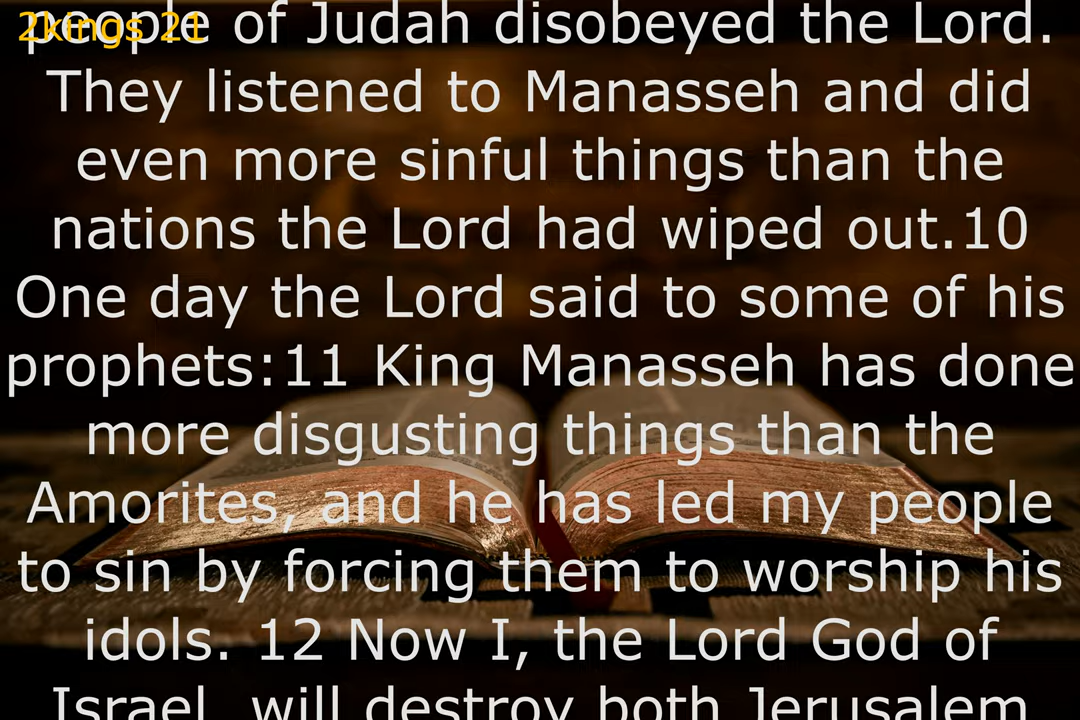 2kings 21
people of Judah disobeyed the Lord.
They listened to Manasseh and did
even more sinful things than the
nations the Lord had wiped out.10
One day the Lord said to some of his
prophets:11 King Manasseh has done
more disgusting things than the
Amorites, and he has led my people
to sin by forcing them to worship his
idols. 12 Now I, the Lord God of
Israel, will destroy both Jerusalem